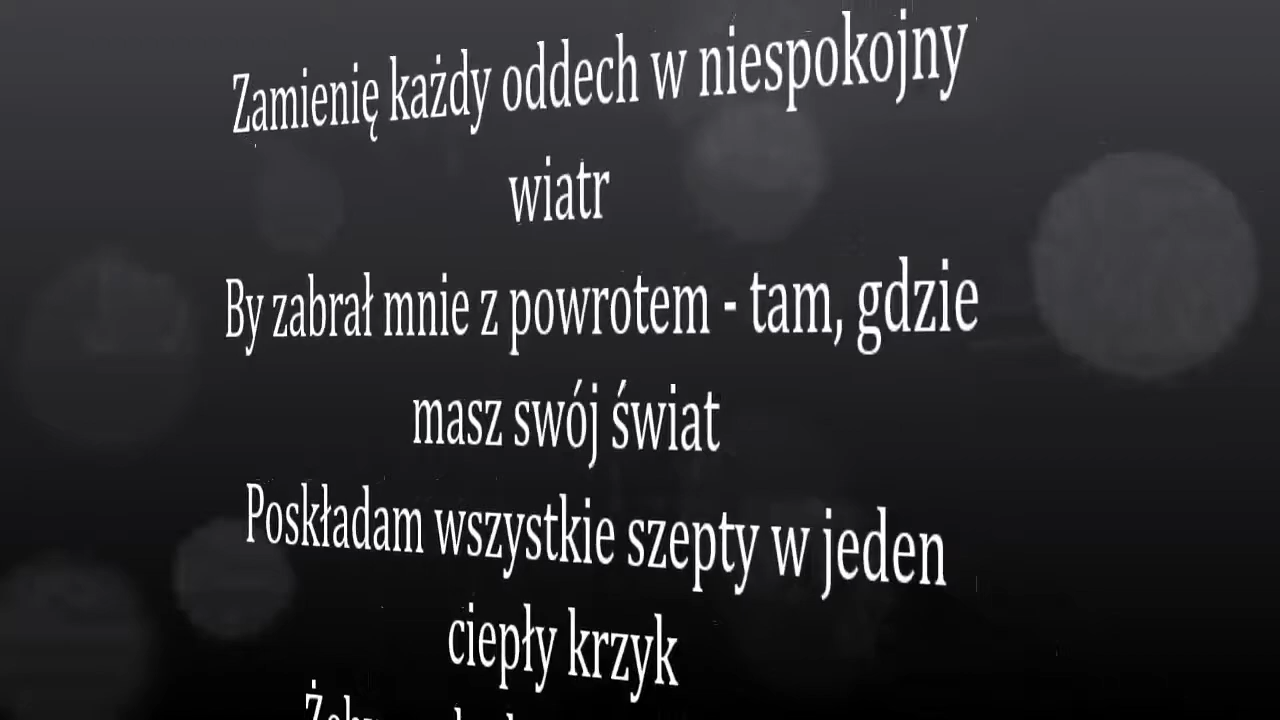 Zamienię każdy oddech w niespokojny
wiatr
By zabrał mnie z powrotem - tam, gdzie
masz swój świat
Poskładam wszystkie szepty w jeden
ciepły krzyk